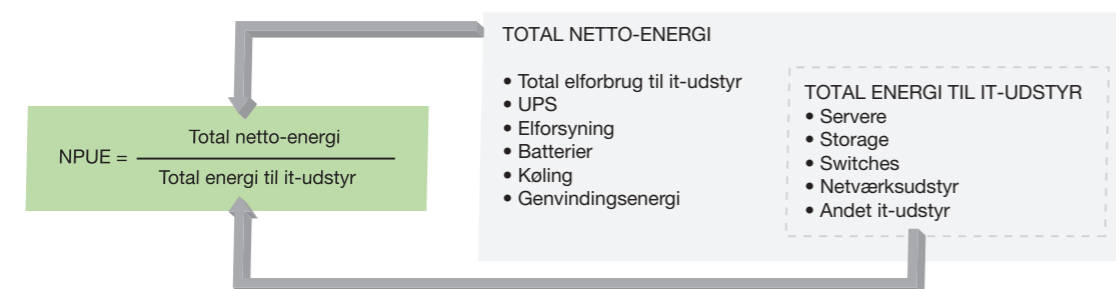 TOTAL NETTO-ENERGI
• Total elforbrug til it-udstyr
• UPS
• Elforsyning
• Batterier
• Køling
• Genvindingsenergi
TOTAL ENERGI TIL IT-UDSTYR
• Servere
• Storage
• Switches
• Netværksudstyr
• Andet it-udstyr
NPUE =
Total netto-energi
Total energi til it-udstyr